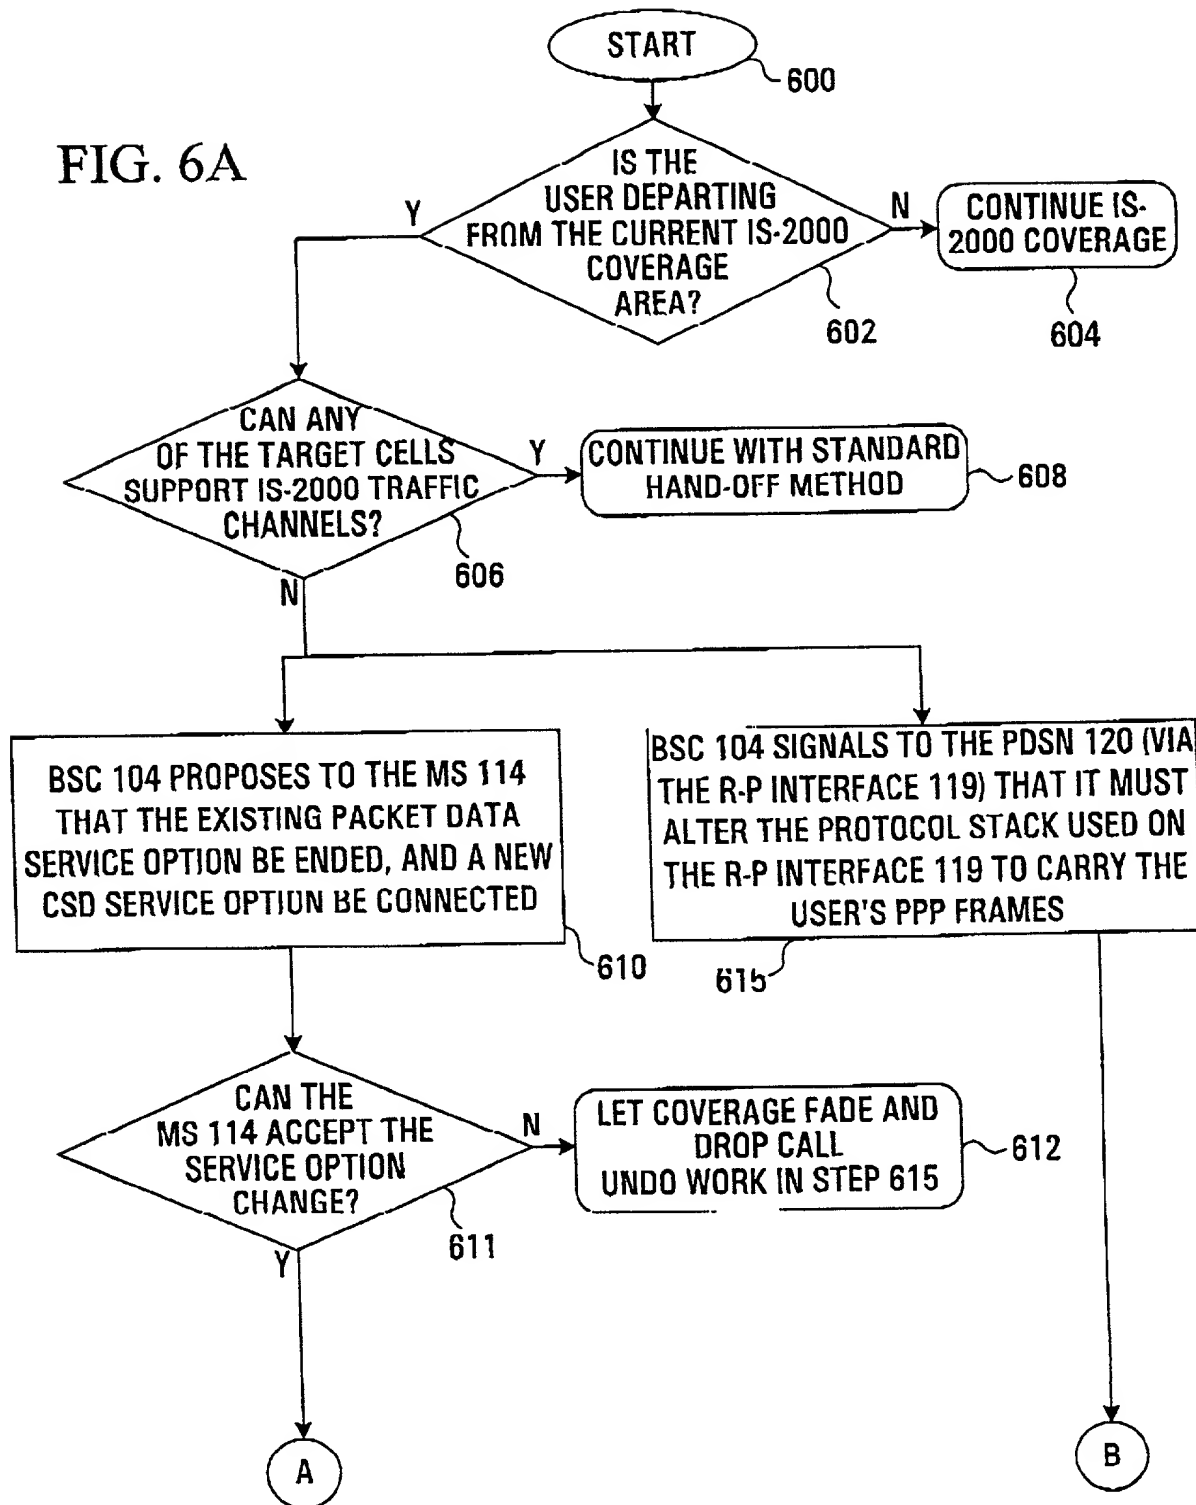 START
600
FIG. 6A
IS THE
USER DEPARTING
FROM THE CURRENT IS-2000
COVERAGE
AREA?
Y
N
602
CONTINUE IS-
2000 COVERAGE
604
CAN ANY
OF THE TARGET CELLS
SUPPORT IS-2000 TRAFFIC
CHANNELS?
Y
N
606
CONTINUE WITH STANDARD
HAND-OFF METHOD
608
BSC 104 PROPOSES TO THE MS 114
THAT THE EXISTING PACKET DATA
SERVICE OPTION BE ENDED, AND A NEW
CSD SERVICE OPTION BE CONNECTED
610
BSC 104 SIGNALS TO THE PDSN 120 (VIA
THE R-P INTERFACE 119) THAT IT MUST
ALTER THE PROTOCOL STACK USED ON
THE R-P INTERFACE 119 TO CARRY THE
USER'S PPP FRAMES
615
CAN THE
MS 114 ACCEPT THE
SERVICE OPTION
CHANGE?
N
Y
611
LET COVERAGE FADE AND
DROP CALL
UNDO WORK IN STEP 615
612
A
B